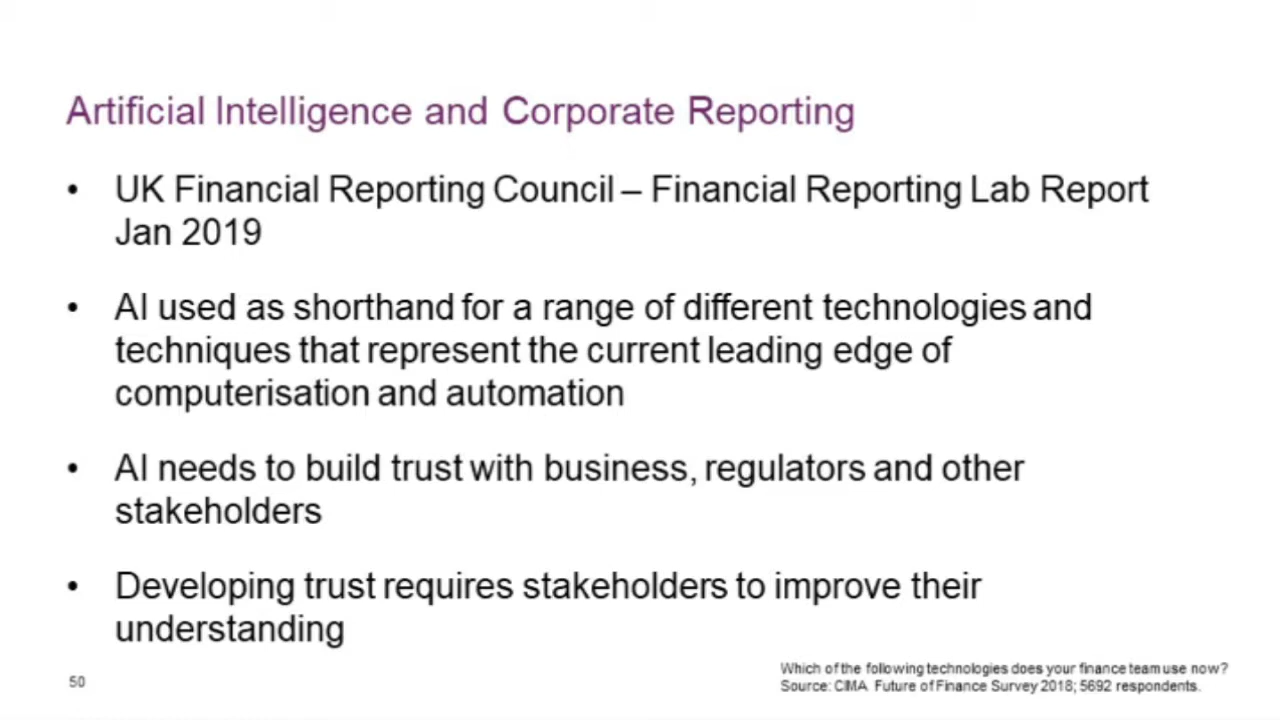 Artificial Intelligence and Corporate Reporting
• UK Financial Reporting Council – Financial Reporting Lab Report
Jan 2019
• AI used as shorthand for a range of different technologies and
techniques that represent the current leading edge of
computerisation and automation
• AI needs to build trust with business, regulators and other
stakeholders
• Developing trust requires stakeholders to improve their
understanding
50
Which of the following technologies does your finance team use now?
Source: CIMA Future of Finance Survey 2018; 5692 respondents.